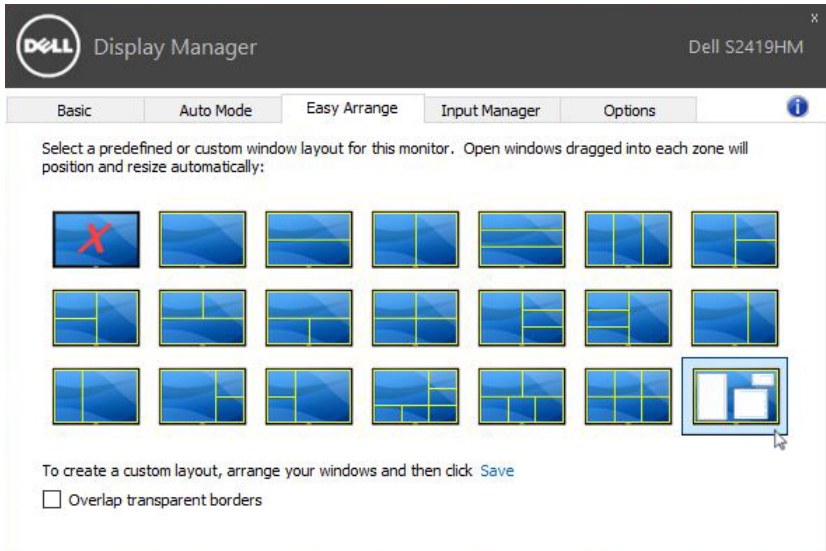 x
DELL Display Manager Dell S2419HM
Basic Auto Mode Easy Arrange Input Manager Options i
Select a predefined or custom window layout for this monitor. Open windows dragged into each zone will
position and resize automatically:
X
To create a custom layout, arrange your windows and then click Save
Overlap transparent borders